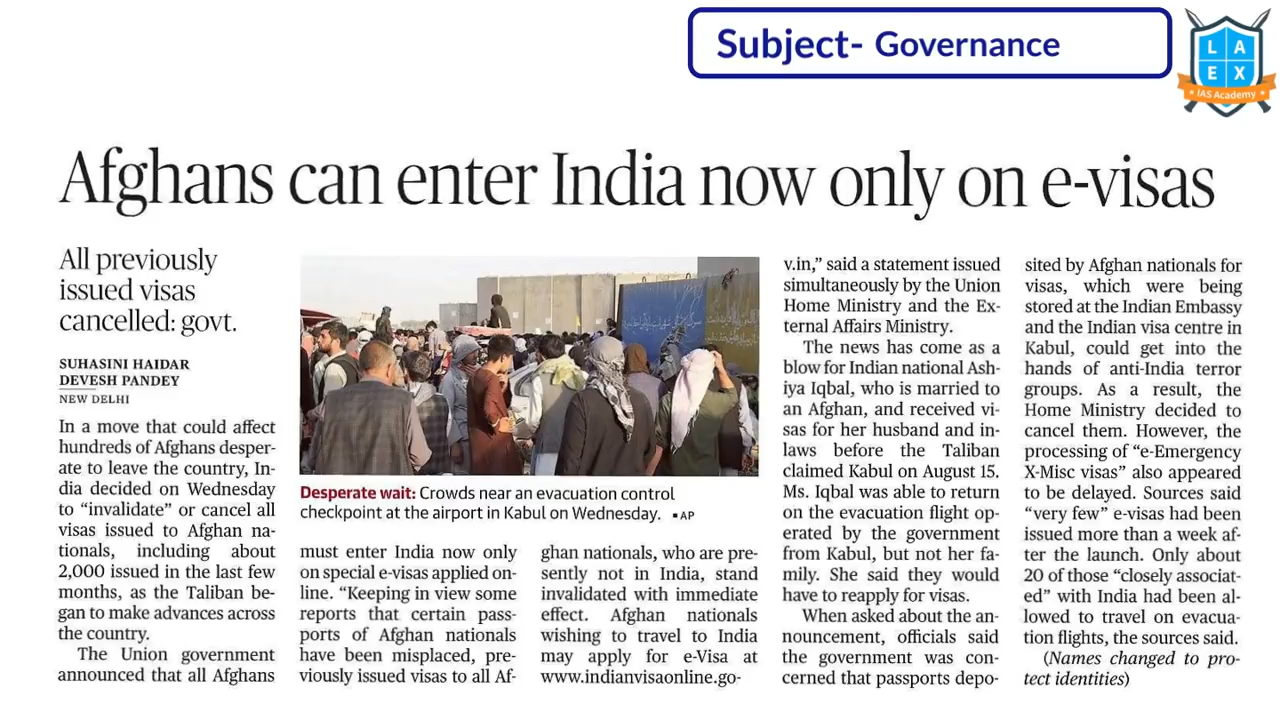 Subject- Governance
L A
E X
IAS Academy
Afghans can enter India now only on e-visas
All previously
issued visas
cancelled: govt.
SUHASINI HAIDAR
DEVESH PANDEY
NEW DELHI
In a move that could affect
hundreds of Afghans desper-
ate to leave the country, In-
dia decided on Wednesday
to “invalidate” or cancel all
visas issued to Afghan na-
tionals, including about
2,000 issued in the last few
months, as the Taliban be-
gan to make advances across
the country.
The Union government
announced that all Afghans
Desperate wait: Crowds near an evacuation control
checkpoint at the airport in Kabul on Wednesday. ▪AP
must enter India now only
on special e-visas applied on-
line. “Keeping in view some
reports that certain pass-
ports of Afghan nationals
have been misplaced, pre-
viously issued visas to all Af-
ghan nationals, who are pre-
sently not in India, stand
invalidated with immediate
effect. Afghan nationals
wishing to travel to India
may apply for e-Visa at
www.indianvisaonline.go-
v.in,” said a statement issued
simultaneously by the Union
Home Ministry and the Ex-
ternal Affairs Ministry.
The news has come as a
blow for Indian national Ash-
iya Iqbal, who is married to
an Afghan, and received vi-
sas for her husband and in-
laws before the Taliban
claimed Kabul on August 15.
Ms. Iqbal was able to return
on the evacuation flight op-
erated by the government
from Kabul, but not her fa-
mily. She said they would
have to reapply for visas.
When asked about the an-
nouncement, officials said
the government was con-
cerned that passports depo-
sited by Afghan nationals for
visas, which were being
stored at the Indian Embassy
and the Indian visa centre in
Kabul, could get into the
hands of anti-India terror
groups. As a result, the
Home Ministry decided to
cancel them. However, the
processing of “e-Emergency
X-Misc visas” also appeared
to be delayed. Sources said
“very few” e-visas had been
issued more than a week af-
ter the launch. Only about
20 of those “closely associat-
ed” with India had been al-
lowed to travel on evacua-
tion flights, the sources said.
(Names changed to pro-
tect identities)